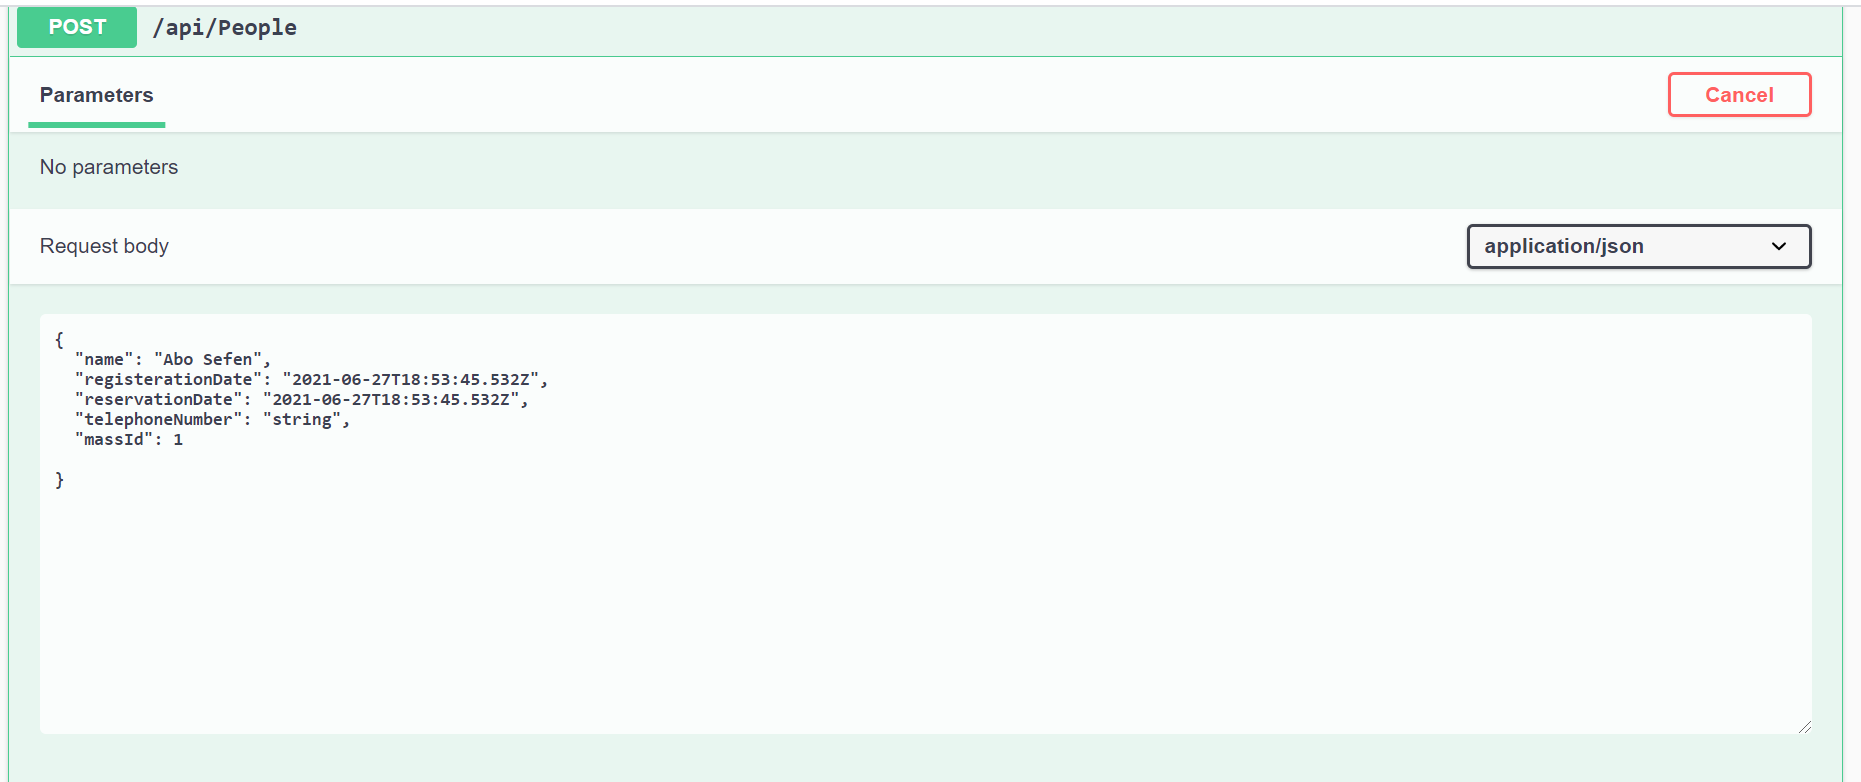 POST /api/People
Parameters
Cancel
No parameters
Request body
application/json
{
  "name": "Abo Sefen",
  "registerationDate": "2021-06-27T18:53:45.532Z",
  "reservationDate": "2021-06-27T18:53:45.532Z",
  "telephoneNumber": "string",
  "massId": 1
}